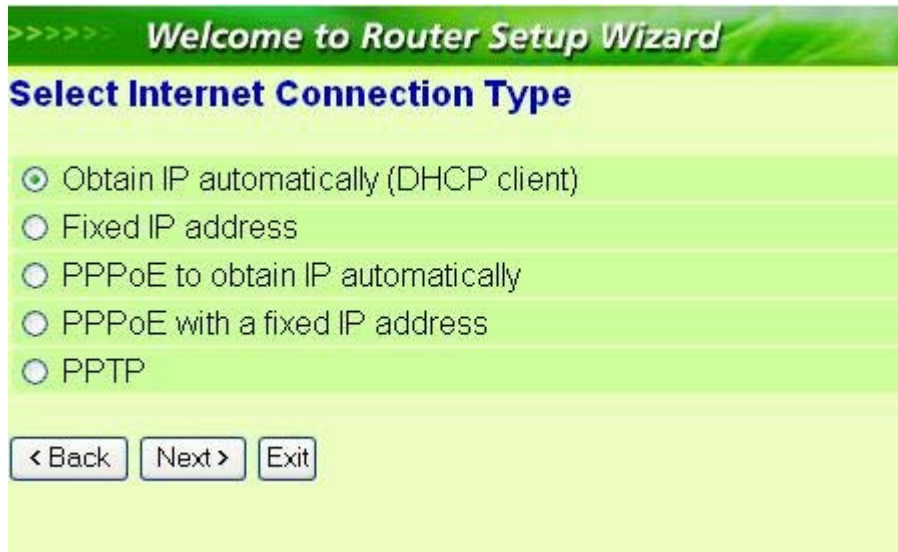 >>>>>> Welcome to Router Setup Wizard
Select Internet Connection Type
Obtain IP automatically (DHCP client)
Fixed IP address
PPPoE to obtain IP automatically
PPPoE with a fixed IP address
PPTP
< Back Next > Exit